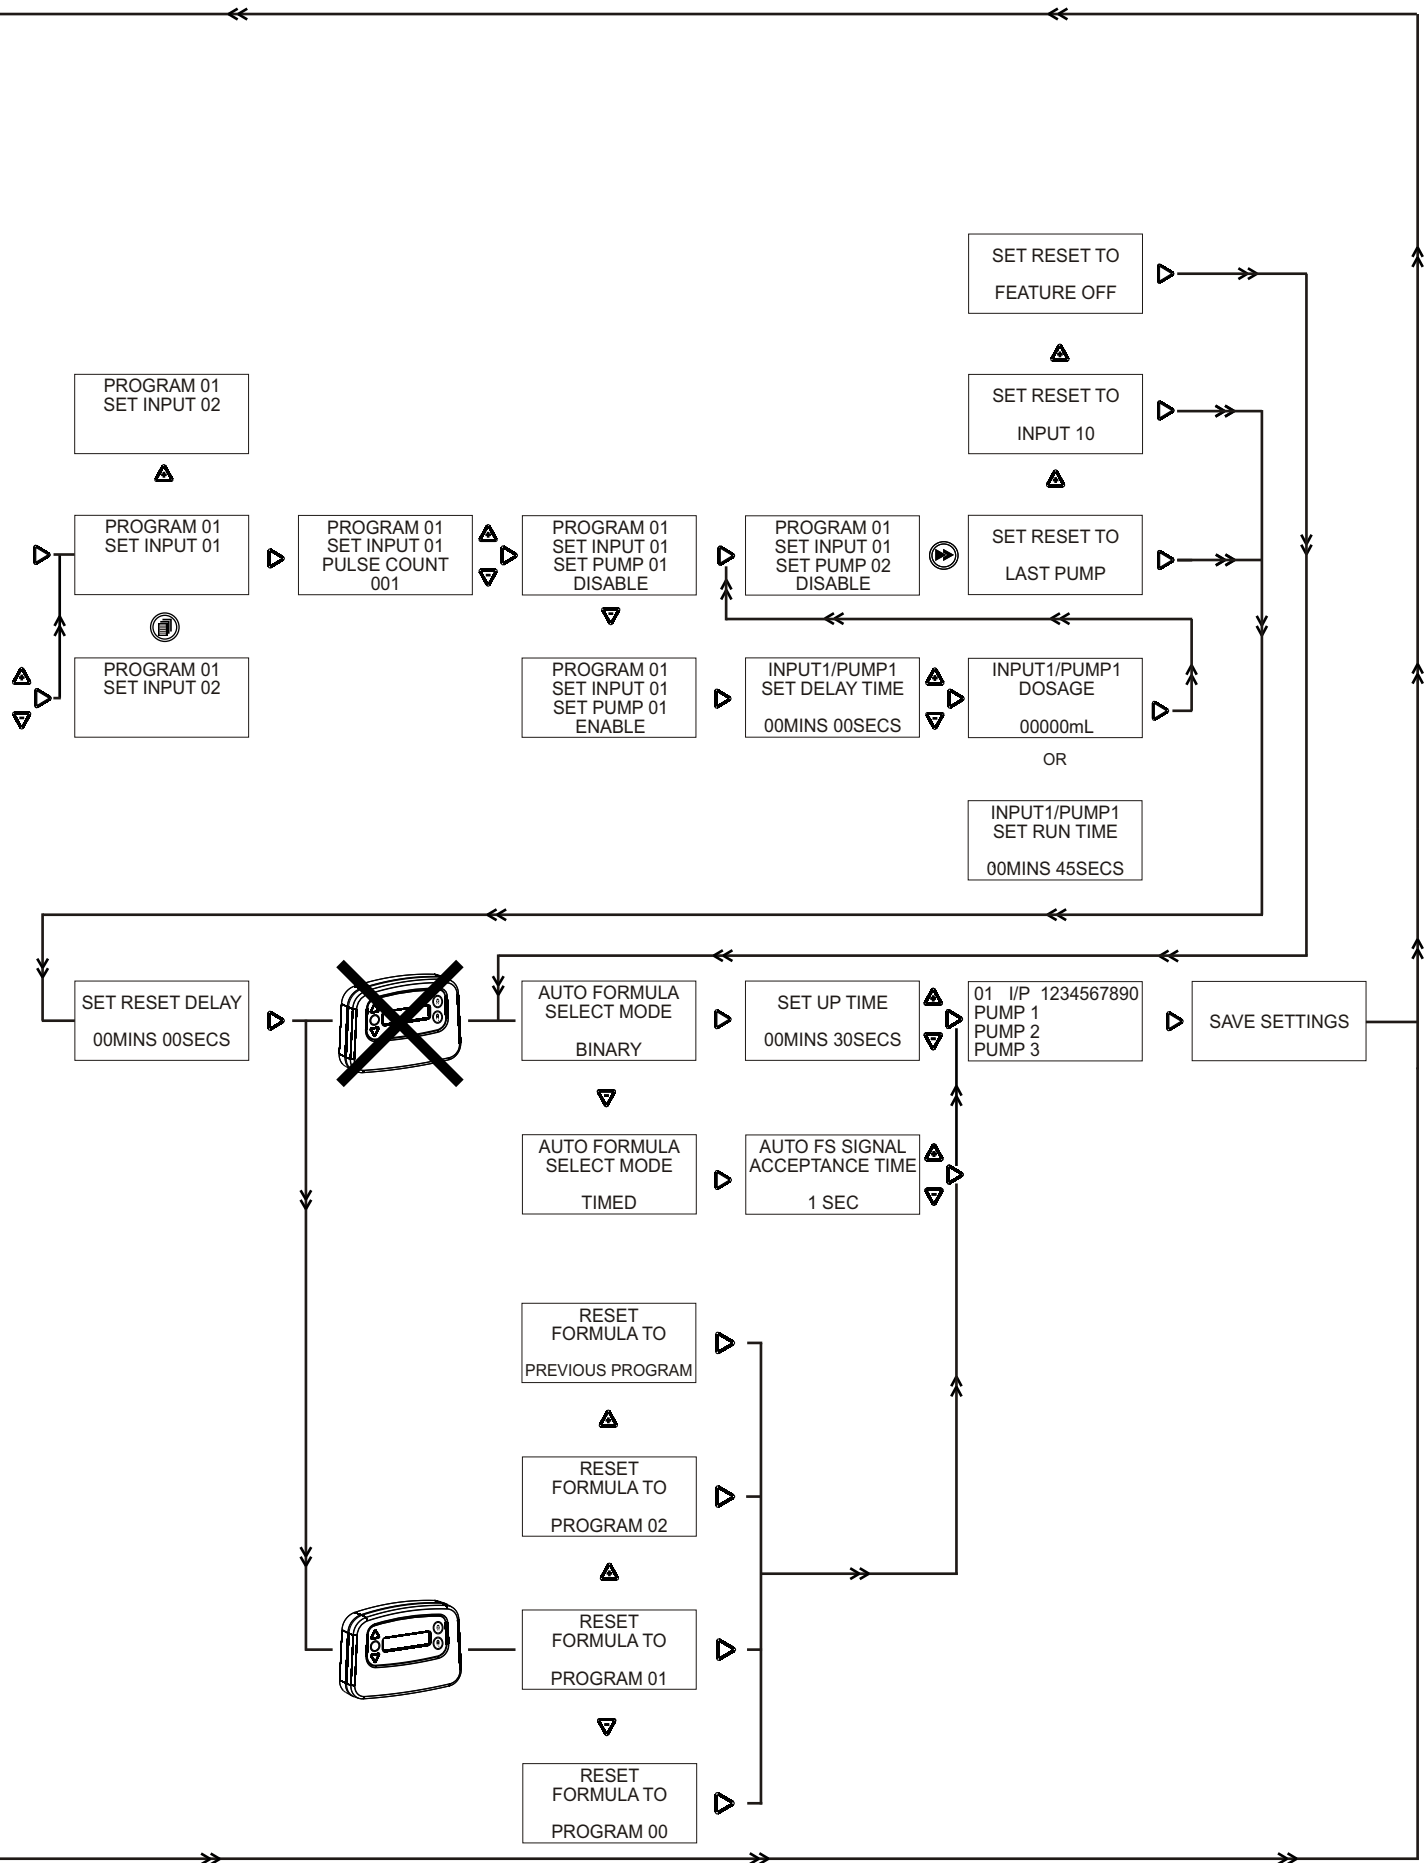 SET RESET TO
FEATURE OFF
PROGRAM 01
SET INPUT 02
SET RESET TO
INPUT 10
PROGRAM 01
SET INPUT 01
PROGRAM 01
SET INPUT 01
PULSE COUNT
001
PROGRAM 01
SET INPUT 01
SET PUMP 01
DISABLE
PROGRAM 01
SET INPUT 01
SET PUMP 02
DISABLE
SET RESET TO
LAST PUMP
PROGRAM 01
SET INPUT 02
PROGRAM 01
SET INPUT 01
SET PUMP 01
ENABLE
INPUT1/PUMP1
SET DELAY TIME
00MINS 00SECS
INPUT1/PUMP1
DOSAGE
00000mL
OR
INPUT1/PUMP1
SET RUN TIME
00MINS 45SECS
SET RESET DELAY
00MINS 00SECS
AUTO FORMULA
SELECT MODE
BINARY
SET UP TIME
00MINS 30SECS
01 I/P 1234567890
PUMP 1
PUMP 2
PUMP 3
SAVE SETTINGS
AUTO FORMULA
SELECT MODE
TIMED
AUTO FS SIGNAL
ACCEPTANCE TIME
1 SEC
RESET
FORMULA TO
PREVIOUS PROGRAM
RESET
FORMULA TO
PROGRAM 02
RESET
FORMULA TO
PROGRAM 01
RESET
FORMULA TO
PROGRAM 00